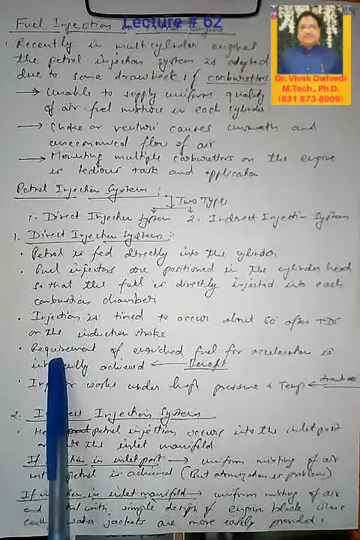 Fuel Injection
Lecture # 62
Dr. Vivek Dwivedi
M.Tech., Ph.D.
(831-873-8909)
• Recently in multicylinder engines
the petrol injection system is adopted
due to some drawback of carburettors
→ Unable to supply uniform quality
of air fuel mixture in each cylinder
→ Choke or venturi causes and
uneconomical flow of air
→ Mounting multiple carburettors on the engine
is tedious task and application
Petrol Injection System :
Two Types
1. Direct Injection System 2. Indirect Injection System
1. Direct Injection System :
• Petrol is fed directly into the cylinder
• Fuel injectors are positioned in the cylinder head
so that the fuel is directly injected into each
combustion chamber
• Injection is timed to occur about 60° after TDC
on the induction stroke
• Requirement of enriched fuel for acceleration is
achieved ← Benefit
• works under high pressure & Temp ←
2. Injection System
• petrol injection occurs into the inlet port
the inlet manifold
If in inlet port → uniform mixing of air
petrol is achieved (But atomization is problem)
If in inlet manifold → uniform mixing of air
and with simple design of engine block where
water jackets are more easily provided